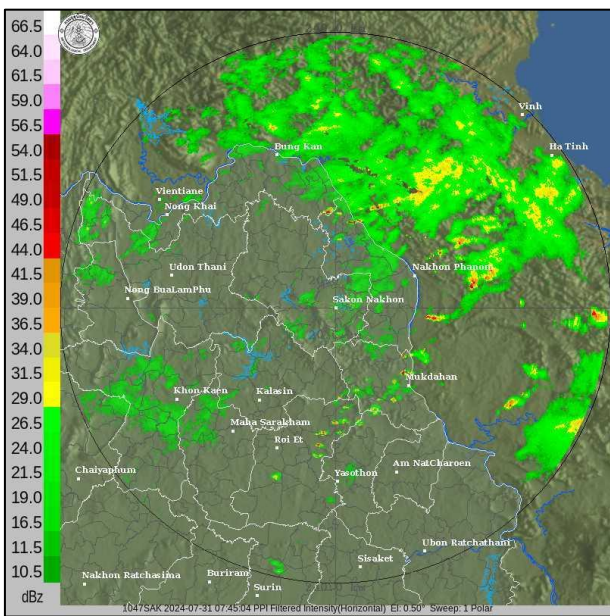 66.5
64.0
61.5
59.0
56.5
54.0
51.5
49.0
46.5
44.0
41.5
39.0
36.5
34.0
31.5
29.0
26.5
24.0
21.5
19.0
16.5
13.5
11.5
10.5
dBz
Vinh
Ha Tinh
Bung Kan
Vientiane
Nong Khai
Udon Thani
Nakhon Phanom
Nong BuaLamPhu
Sakon Nakhon
Mukdahan
Khon Kaen
Kalasin
Maha Sarakham
Roi Et
Chaiyaphum
Yasothon
Am NatCharoen
Ubon Ratchathani
Sisaket
Nakhon Ratchasima
Buriram
Surin
1047SAK 2024-07-31 07:45:04 PPI Filtered Intensity(Horizontal) El: 0.50° Sweep: 1 Polar